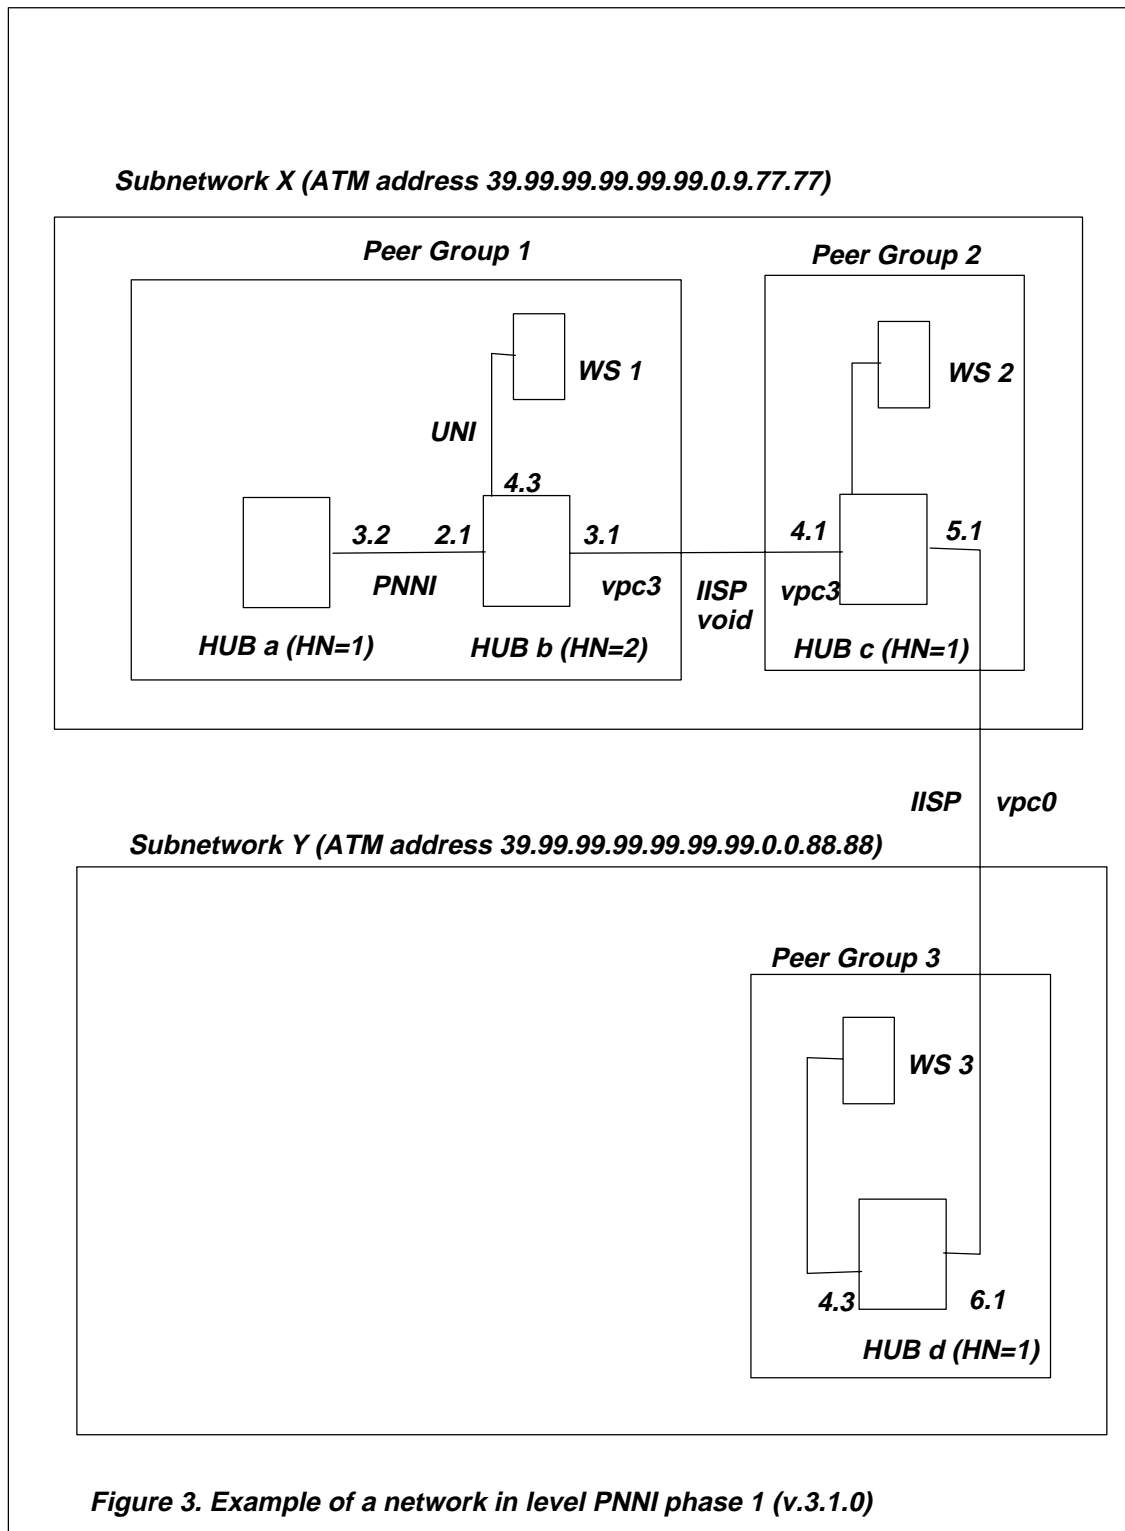 Subnetwork X (ATM address 39.99.99.99.99.99.0.9.77.77)
Peer Group 1
Peer Group 2
WS 1
WS 2
UNI
4.3
3.2
2.1
3.1
4.1
5.1
PNNI
vpc3
IISP
void
vpc3
HUB a (HN=1)
HUB b (HN=2)
HUB c (HN=1)
IISP
vpc0
Subnetwork Y (ATM address 39.99.99.99.99.99.99.0.0.88.88)
Peer Group 3
WS 3
4.3
6.1
HUB d (HN=1)
Figure 3. Example of a network in level PNNI phase 1 (v.3.1.0)